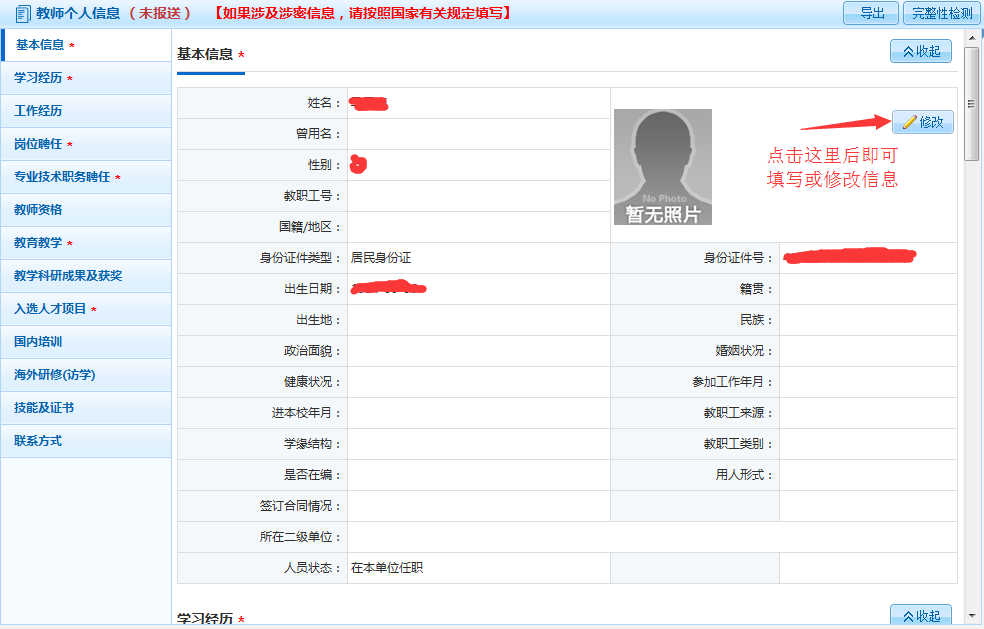 教师个人信息（未报送） 【如果涉及涉密信息，请按照国家有关规定填写】 导出 完整性检测
基本信息 *
学习经历 *
工作经历
岗位聘任 *
专业技术职务聘任 *
教师资格
教育教学 *
教学科研成果及获奖
入选人才项目 *
国内培训
海外研修(访学)
技能及证书
联系方式
基本信息 * 收起
姓名：
曾用名：
性别：
教职工号：
国籍/地区：
No Photo
暂无照片
修改
点击这里后即可
填写或修改信息
身份证件类型： 居民身份证 身份证件号：
出生日期： 籍贯：
出生地： 民族：
政治面貌： 婚姻状况：
健康状况： 参加工作年月：
进本校年月： 教职工来源：
学缘结构： 教职工类别：
是否在编： 用人形式：
签订合同情况：
所在二级单位：
人员状态： 在本单位任职
学习经历 * 收起